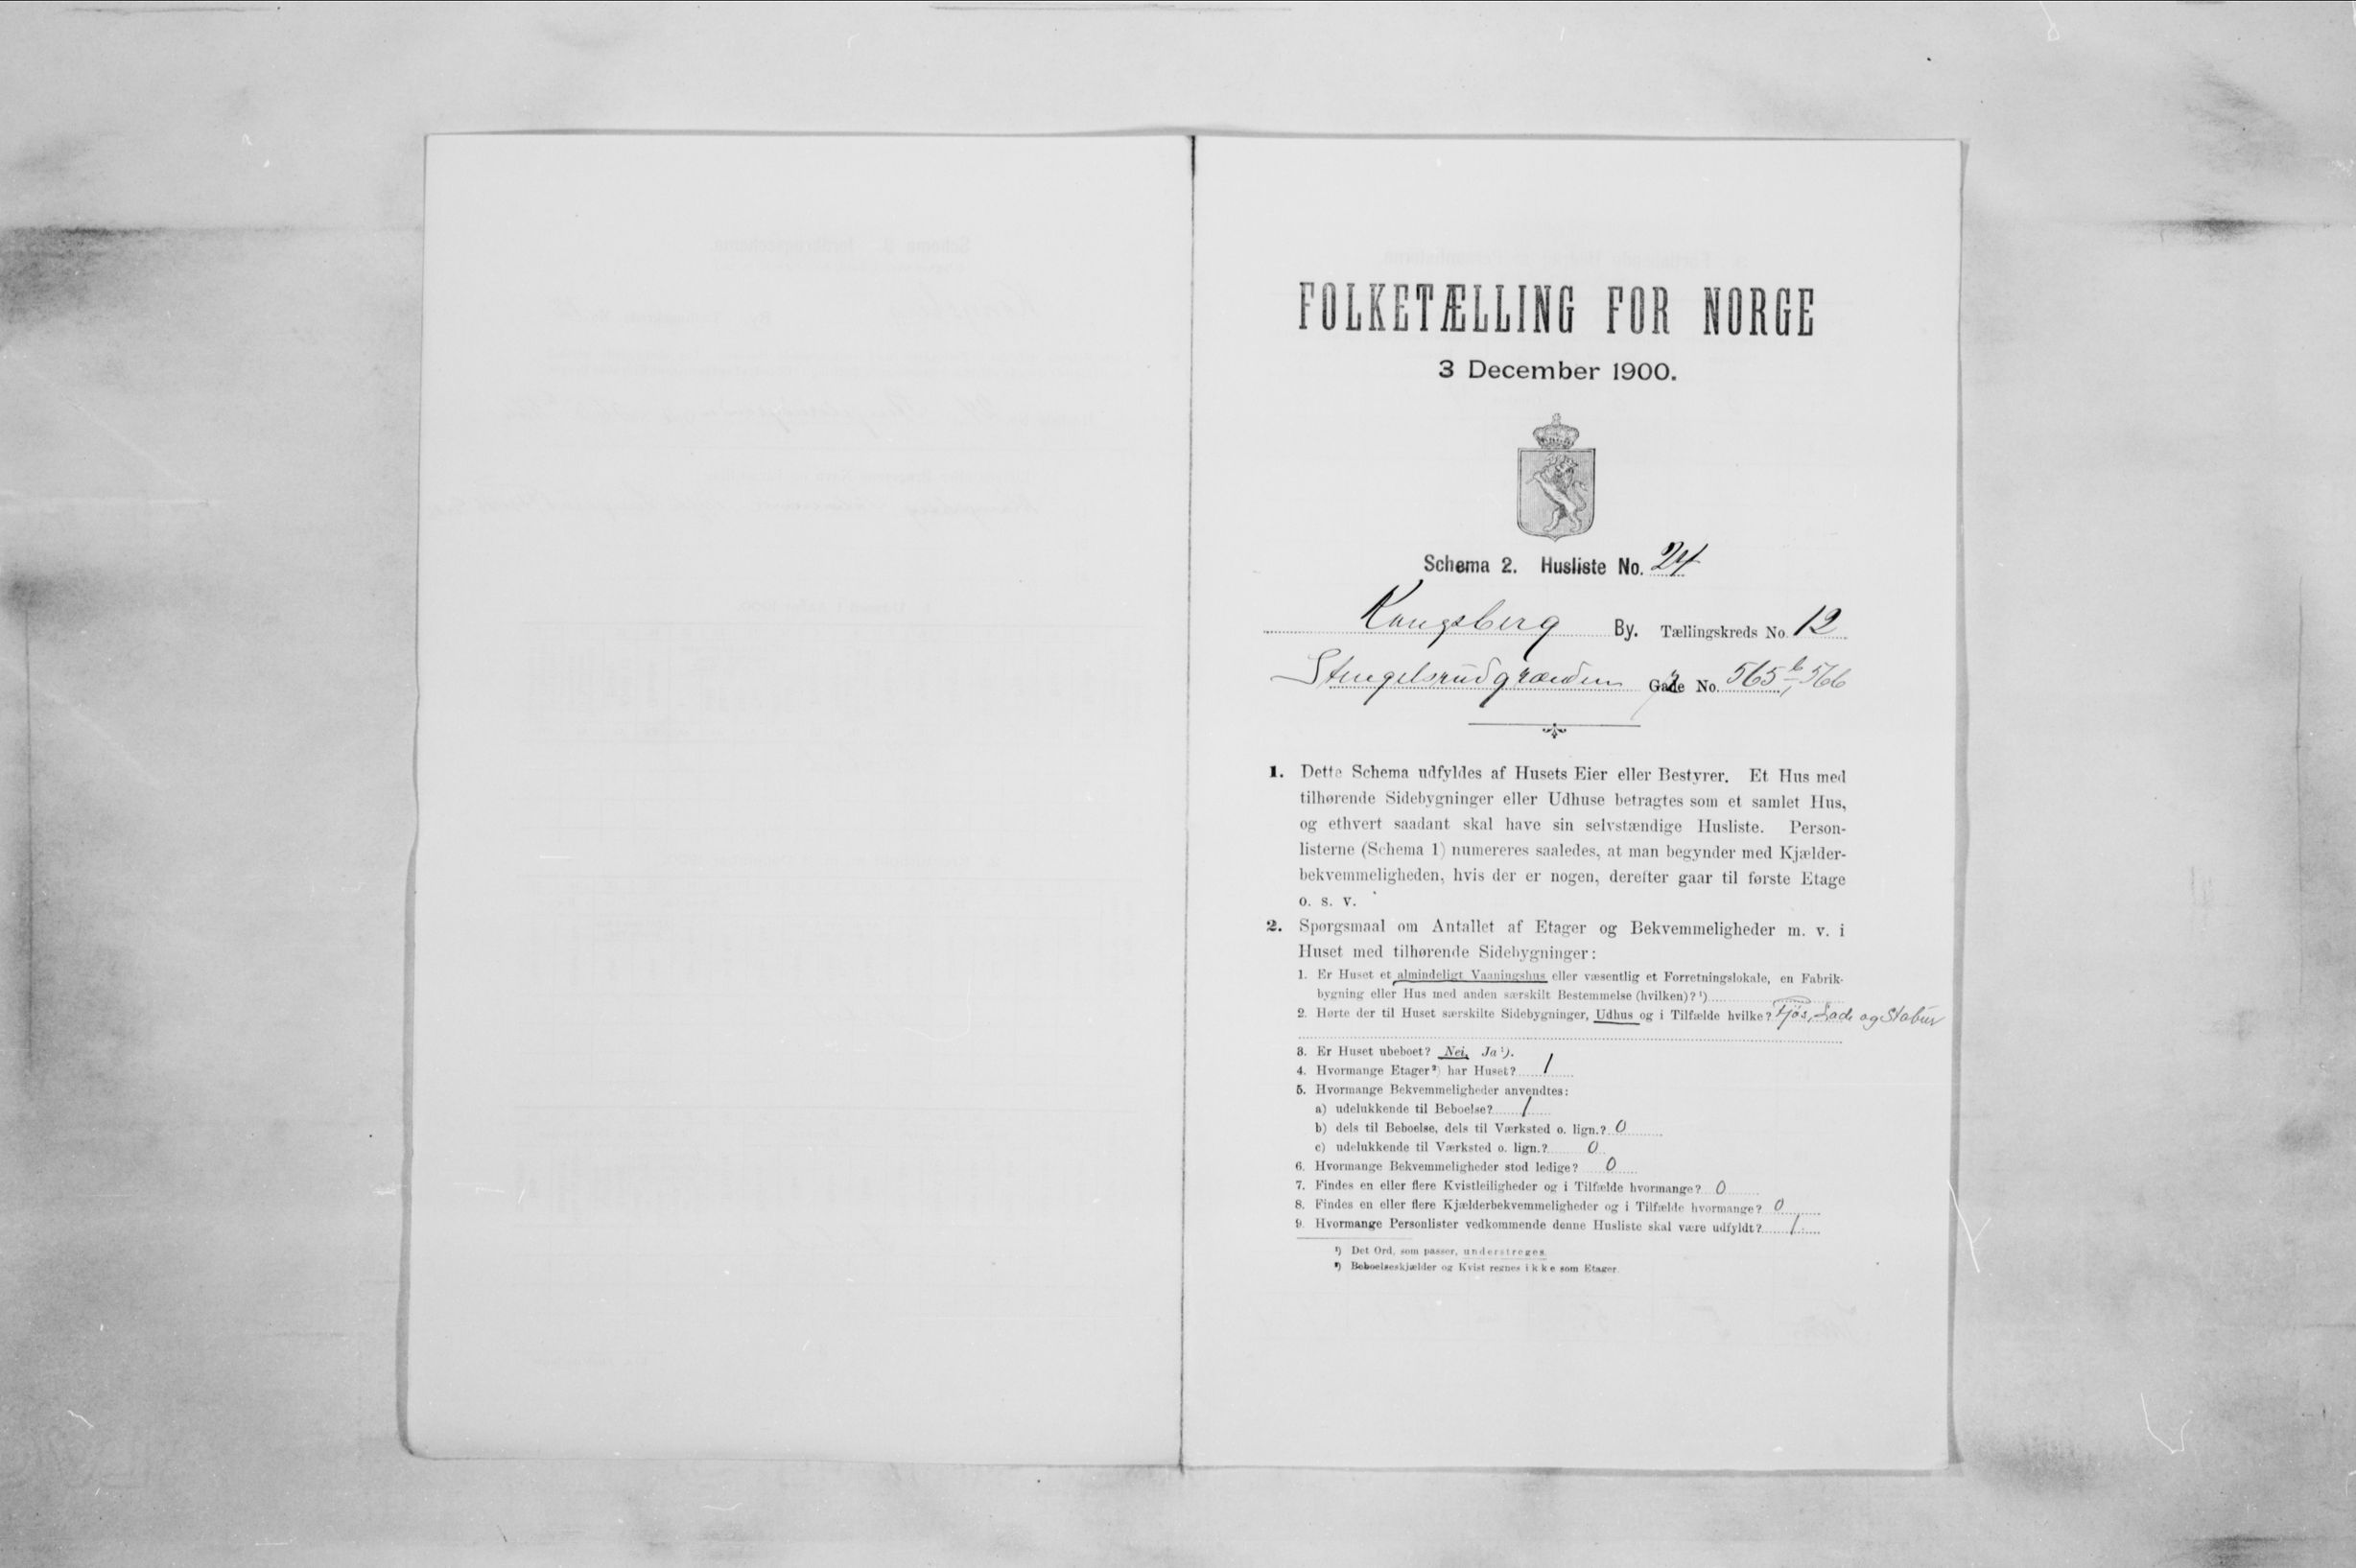 FOLKETÆLLING FOR NORGE
3 December 1900.
Schema 2. Husliste No. 24
Kongsberg By. Tællingskreds No. 12
Stengelsrudgrænden Gade No. 565 b, 566
1. Dette Schema udfyldes af Husets Eier eller Bestyrer. Et Hus med
tilhørende Sidebygninger eller Udhuse betragtes som et samlet Hus,
og ethvert saadant skal have sin selvstændige Husliste. Person-
listerne (Schema 1) numereres saaledes, at man begynder med Kjælder-
bekvemmeligheden, hvis der er nogen, derefter gaar til første Etage
o. s. v.
2. Spørgsmaal om Antallet af Etager og Bekvemmeligheder m. v. i
Huset med tilhørende Sidebygninger:
1. Er Huset et almindeligt Vaaningshus eller væsentlig et Forretningslokale, en Fabrik-
bygning eller Hus med anden særskilt Bestemmelse (hvilken)? ¹)
2. Hørte der til Huset særskilte Sidebygninger, Udhus og i Tilfælde hvilke? Fjøs, Lade og Stabur
3. Er Huset ubeboet? Nei, Ja ¹).
4. Hvormange Etager ²) har Huset? 1
5. Hvormange Bekvemmeligheder anvendtes:
a) udelukkende til Beboelse? 1
b) dels til Beboelse, dels til Værksted o. lign.? 0
c) udelukkende til Værksted o. lign.? 0
6. Hvormange Bekvemmeligheder stod ledige? 0
7. Findes en eller flere Kvistleiligheder og i Tilfælde hvormange? 0
8. Findes en eller flere Kjælderbekvemmeligheder og i Tilfælde hvormange? 0
9. Hvormange Personlister vedkommende denne Husliste skal være udfyldt? 1
¹) Det Ord, som passer, understreges.
²) Beboelseskjælder og Kvist regnes ikke som Etager.